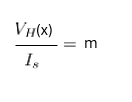 V_H(x) / I_s = m